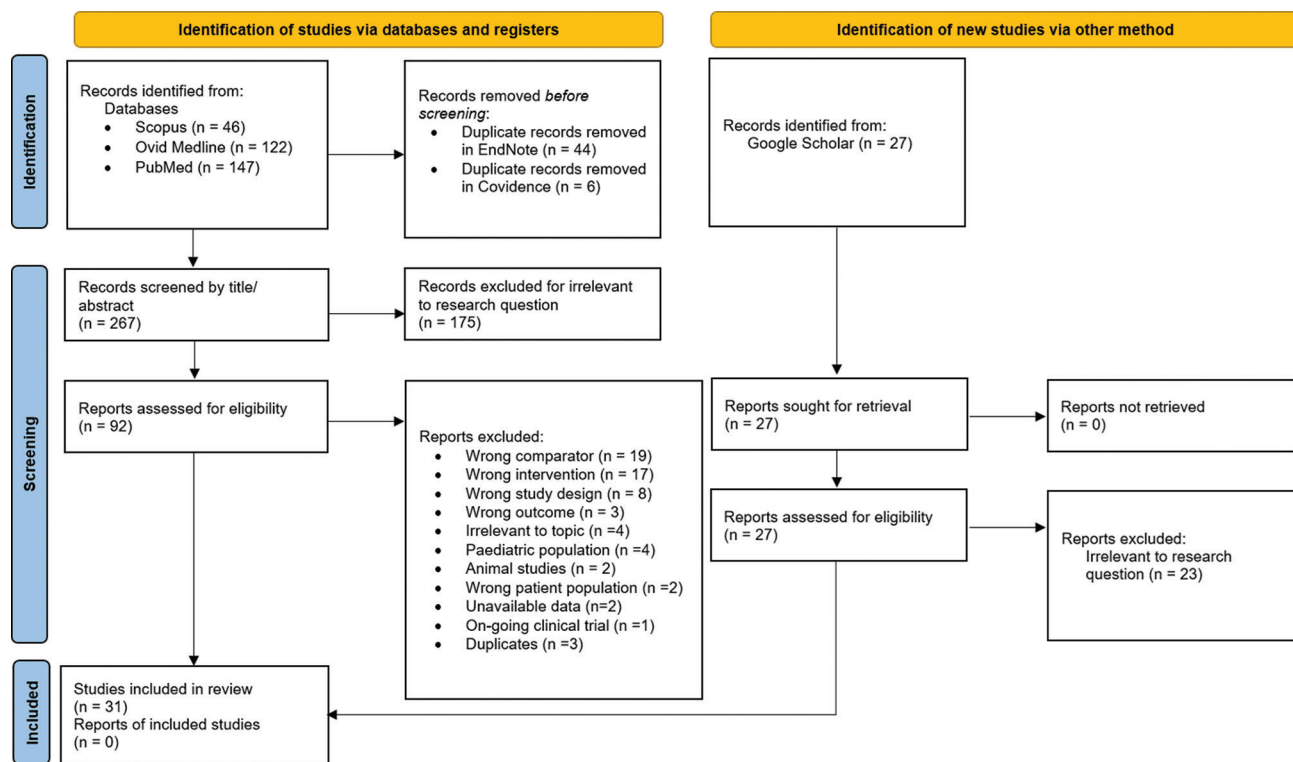 Identification of studies via databases and registers
Identification of new studies via other method
Identification
Records identified from:
Databases
• Scopus (n = 46)
• Ovid Medline (n = 122)
• PubMed (n = 147)
Records removed before
screening:
• Duplicate records removed
in EndNote (n = 44)
• Duplicate records removed
in Covidence (n = 6)
Records identified from:
Google Scholar (n = 27)
Screening
Records screened by title/
abstract
(n = 267)
Records excluded for irrelevant
to research question
(n = 175)
Reports assessed for eligibility
(n = 92)
Reports excluded:
• Wrong comparator (n = 19)
• Wrong intervention (n = 17)
• Wrong study design (n = 8)
• Wrong outcome (n = 3)
• Irrelevant to topic (n =4)
• Paediatric population (n =4)
• Animal studies (n = 2)
• Wrong patient population (n =2)
• Unavailable data (n=2)
• On-going clinical trial (n =1)
• Duplicates (n =3)
Reports sought for retrieval
(n = 27)
Reports not retrieved
(n = 0)
Reports assessed for eligibility
(n = 27)
Reports excluded:
Irrelevant to research
question (n = 23)
Included
Studies included in review
(n = 31)
Reports of included studies
(n = 0)